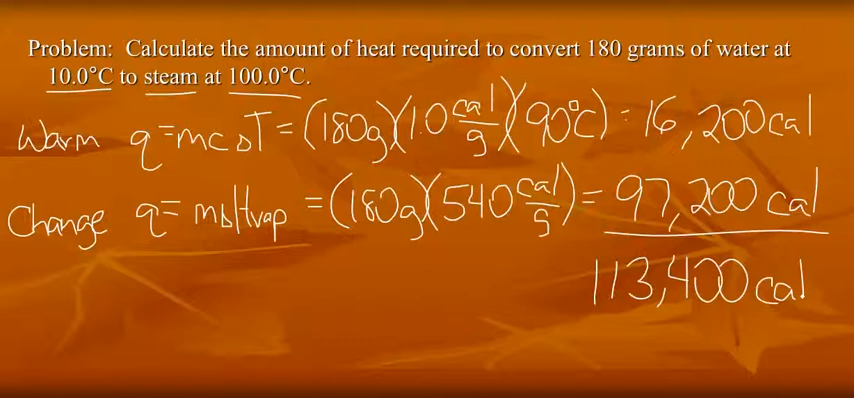 Problem: Calculate the amount of heat required to convert 180 grams of water at
10.0°C to steam at 100.0°C.
Warm q=mc∆T = (180g)(1.0 cal/g)(90°C) = 16,200 cal
Change q= m∆Hvap = (180g)(540 cal/g) = 97,200 cal
113,400 cal